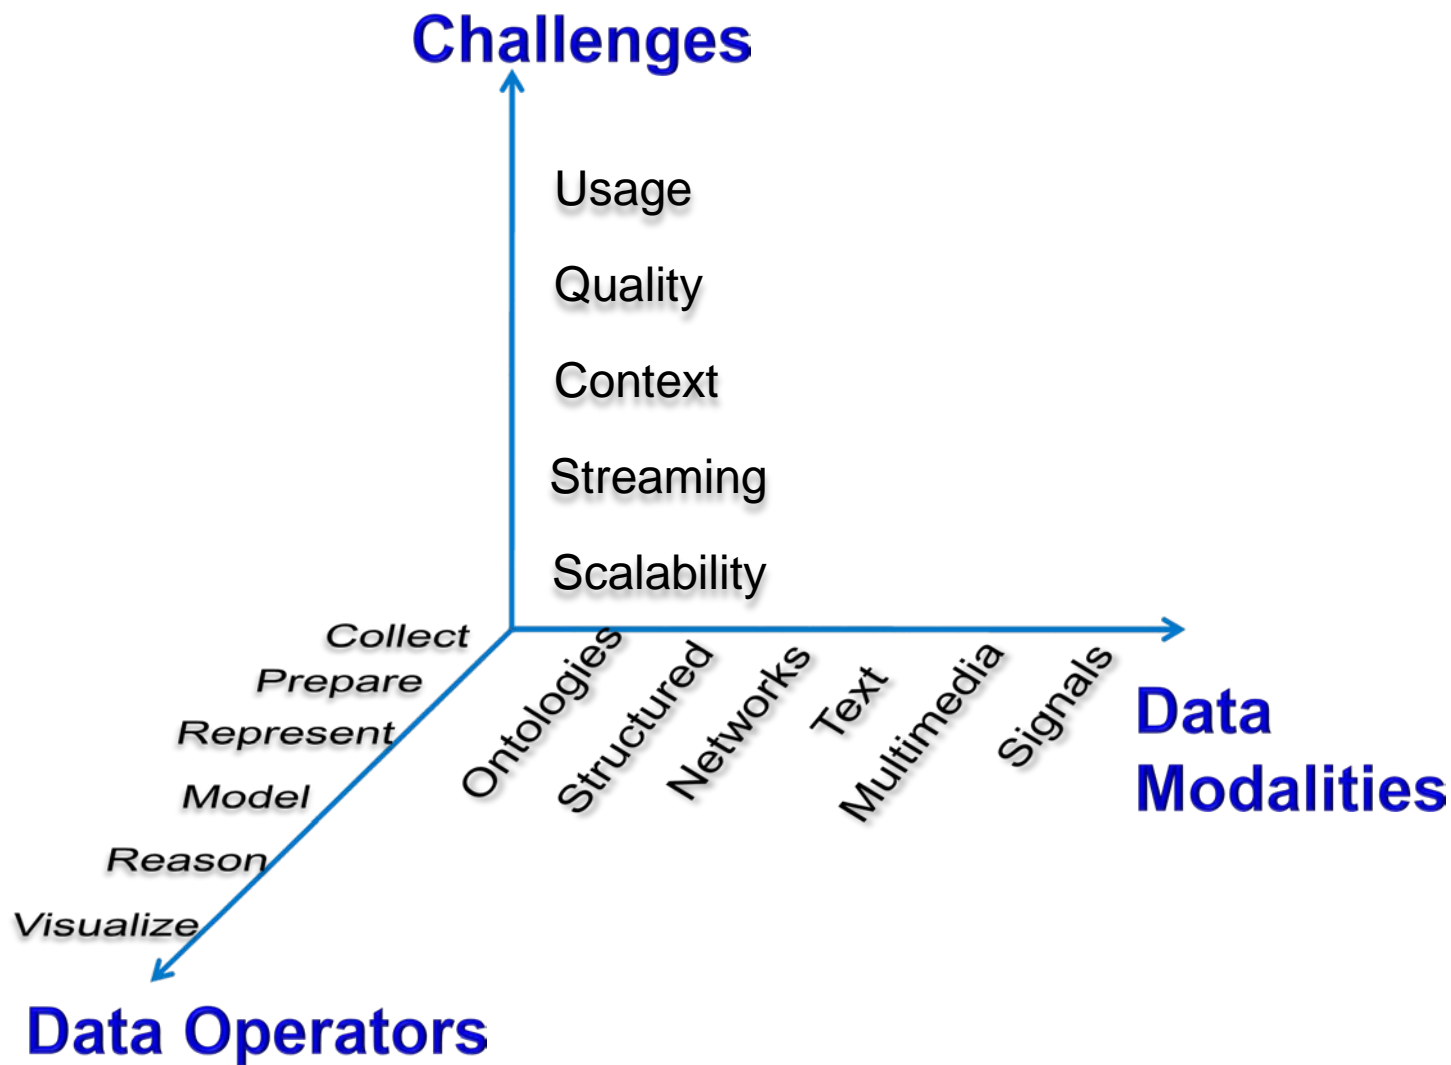 Challenges
Usage
Quality
Context
Streaming
Scalability
Collect
Prepare
Represent
Model
Reason
Visualize
Data Operators
Ontologies
Structured
Networks
Text
Multimedia
Signals
Data
Modalities